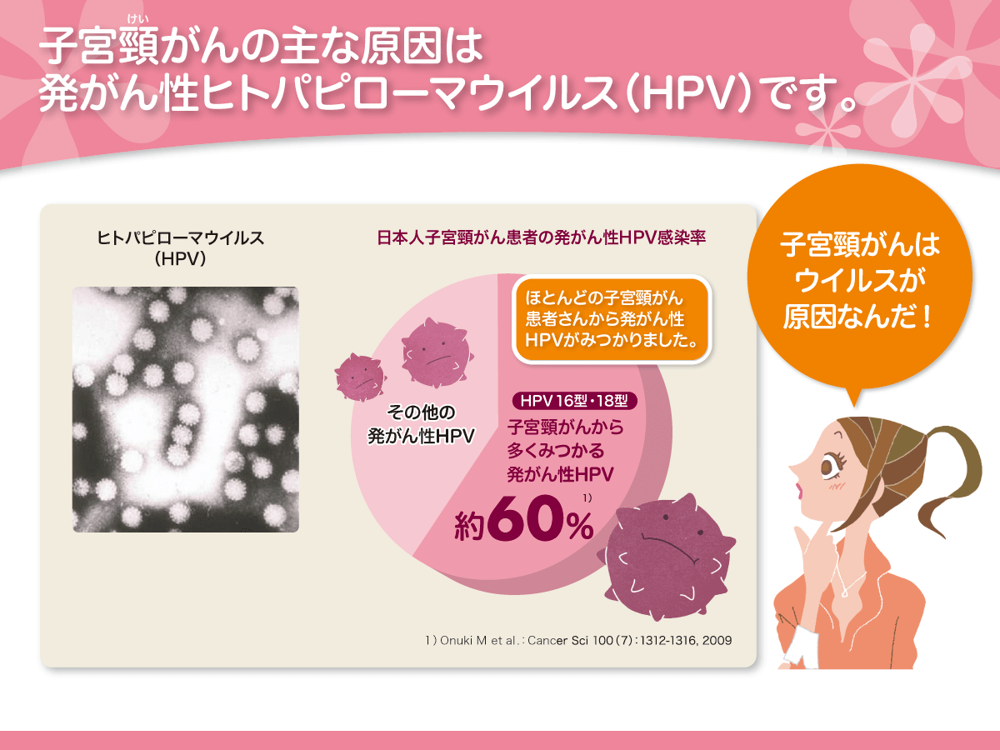 けい
子宮頸がんの主な原因は
発がん性ヒトパピローマウイルス（HPV）です。
ヒトパピローマウイルス
（HPV）
日本人子宮頸がん患者の発がん性HPV感染率
ほとんどの子宮頸がん
患者さんから発がん性
HPVがみつかりました。
その他の
発がん性HPV
HPV 16型・18型
子宮頸がんから
多くみつかる
発がん性HPV
約60% 1）
1）Onuki M et al.：Cancer Sci 100（7）：1312-1316, 2009
子宮頸がんは
ウイルスが
原因なんだ！